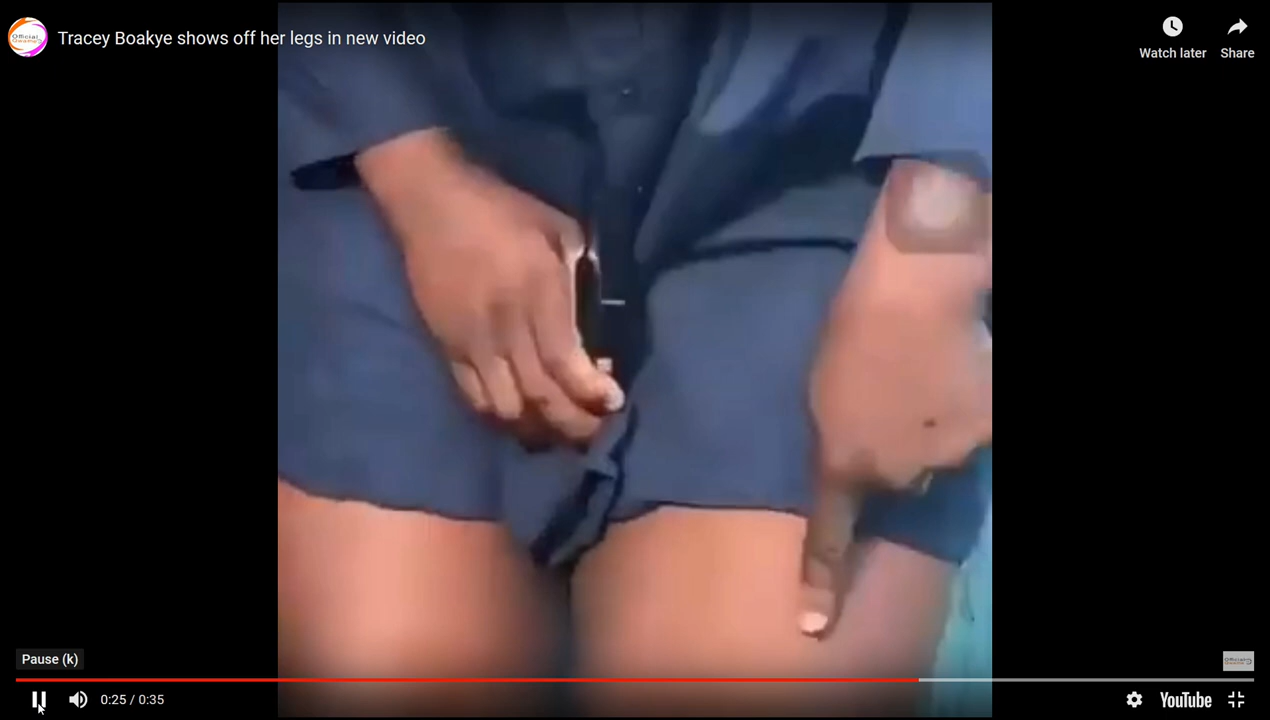 Tracey Boakye shows off her legs in new video
Watch later
Share
Pause (k)
0:25 / 0:35
YouTube